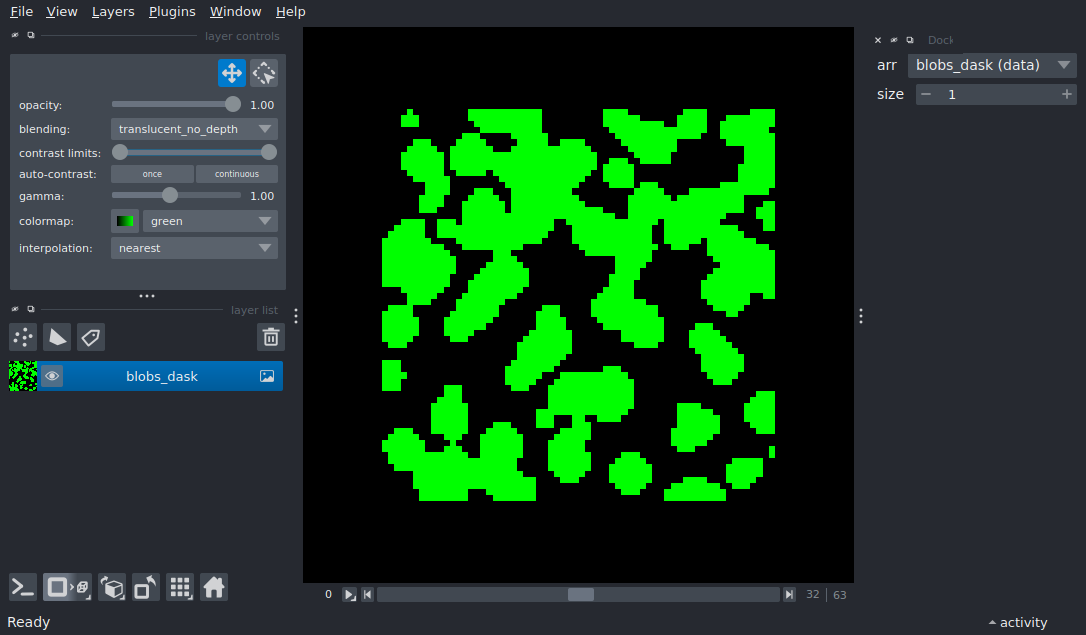 File View Layers Plugins Window Help
layer controls
opacity: 1.00
blending: translucent_no_depth
contrast limits:
auto-contrast: once continuous
gamma: 1.00
colormap: green
interpolation: nearest
layer list
blobs_dask
Dock
arr blobs_dask (data)
size 1
0 32 63
Ready
activity